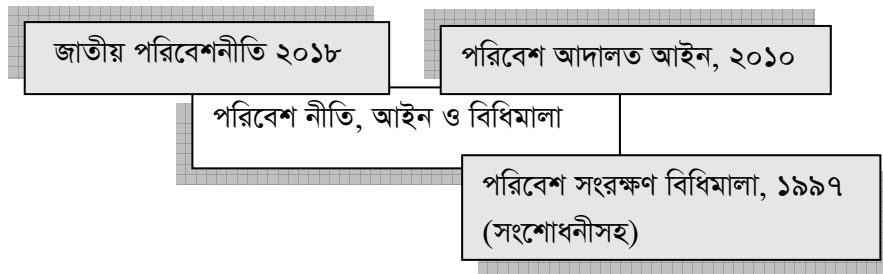 জাতীয় পরিবেশনীতি ২০১৮
পরিবেশ আদালত আইন, ২০১০
পরিবেশ নীতি, আইন ও বিধিমালা
পরিবেশ সংরক্ষণ বিধিমালা, ১৯৯৭
(সংশোধনীসহ)